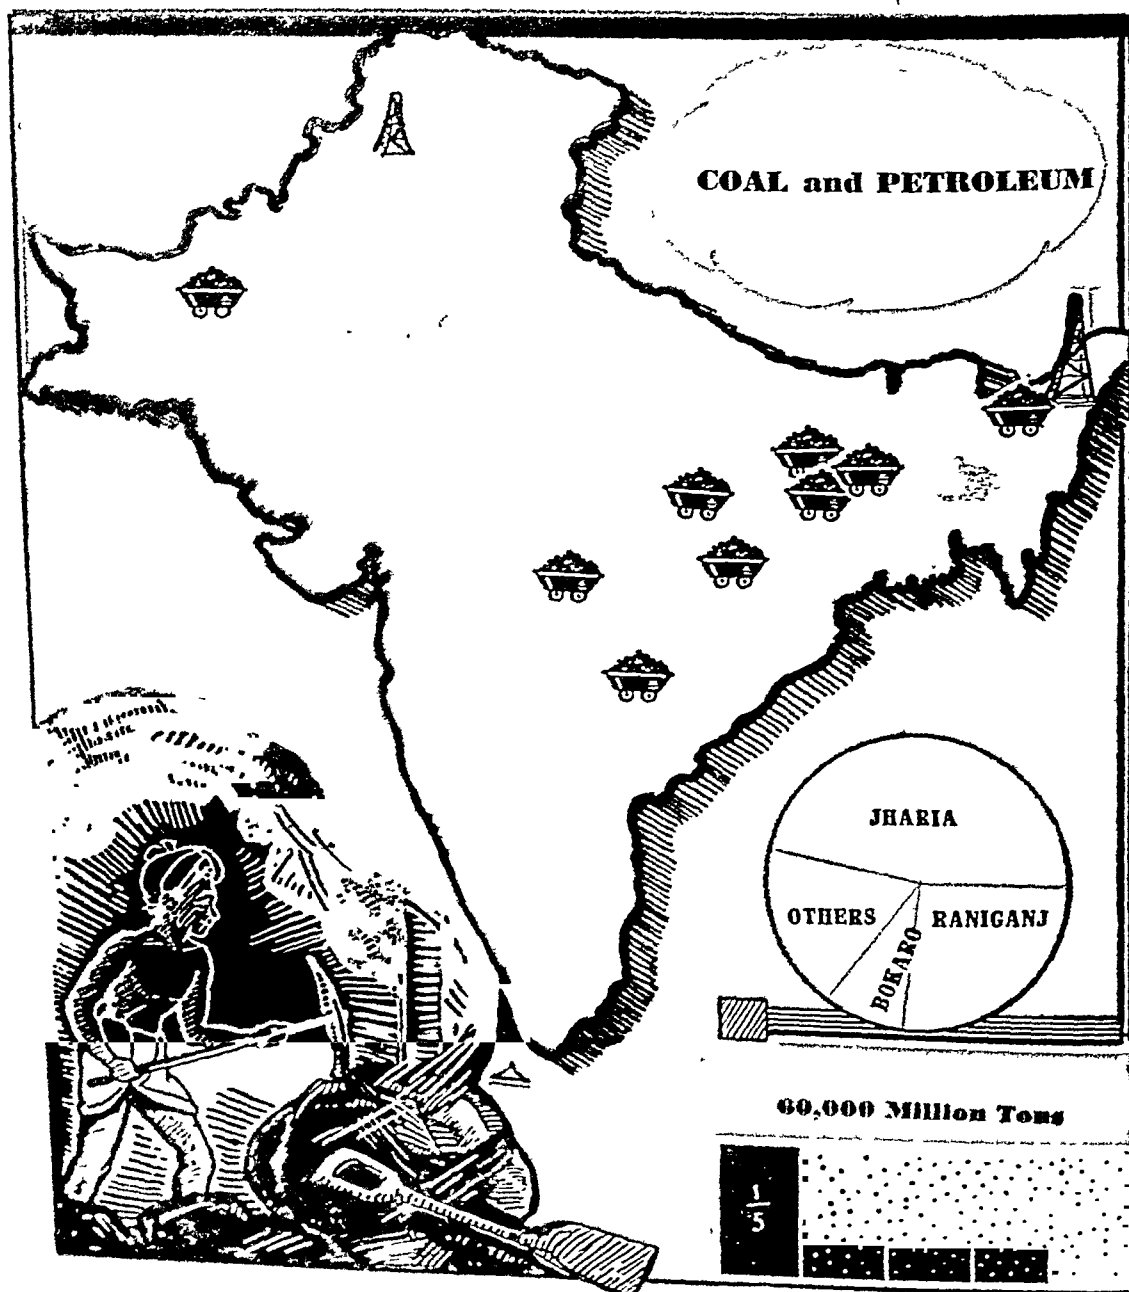 COAL and PETROLEUM
JHARIA
OTHERS
RANIGANJ
BOKARO
60,000 Million Tons
1
5